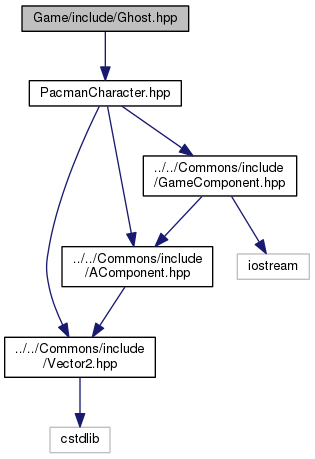 Game/include/Ghost.hpp
PacmanCharacter.hpp
../../Commons/include
/GameComponent.hpp
../../Commons/include
/AComponent.hpp
iostream
../../Commons/include
/Vector2.hpp
cstdlib